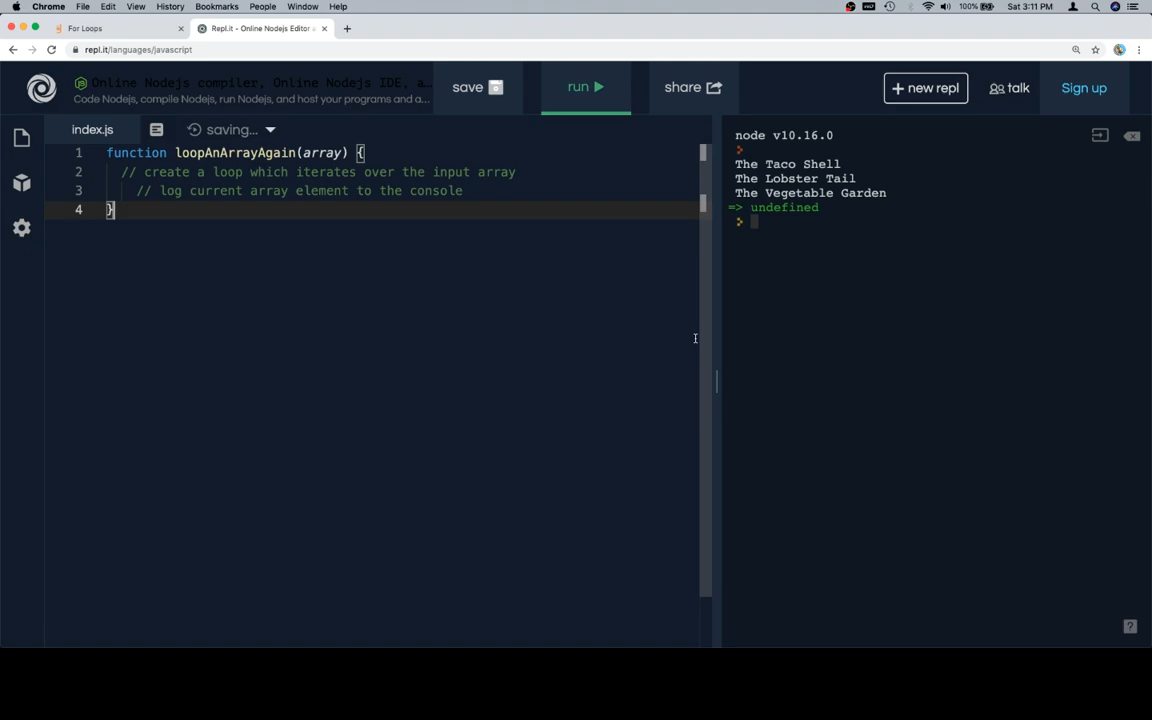 Chrome File Edit View History Bookmarks People Window Help 100% Sat 3:11 PM
For Loops × Repl.it - Online Nodejs Editor × +
repl.it/languages/javascript
Online Nodejs compiler, Online Nodejs IDE, a...
Code Nodejs, compile Nodejs, run Nodejs, and host your programs and a...
save run share + new repl talk Sign up
index.js saving...
node v10.16.0
1 function loopAnArrayAgain(array) {
2 // create a loop which iterates over the input array
3 // log current array element to the console
4 }
The Taco Shell
The Lobster Tail
The Vegetable Garden
=> undefined
?